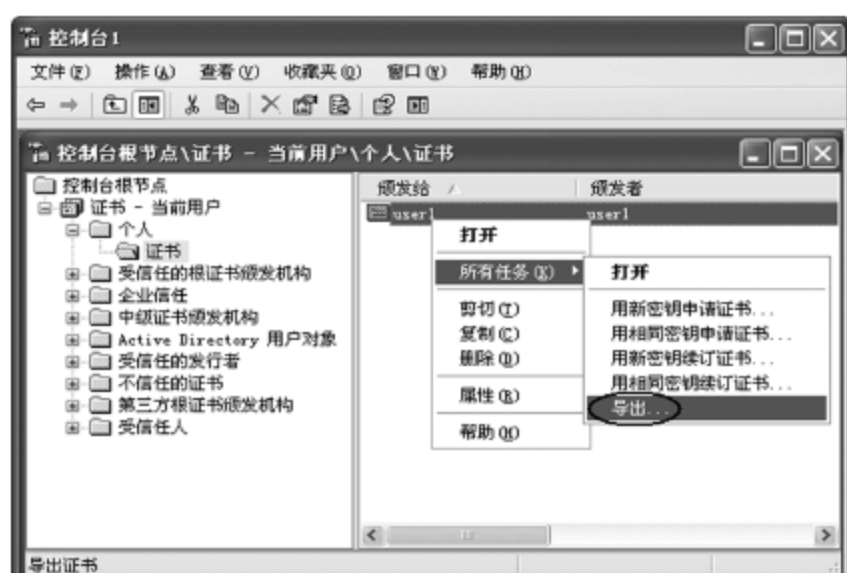 控制台1
文件(F) 操作(A) 查看(V) 收藏夹(O) 窗口(W) 帮助(H)
控制台根节点\证书 - 当前用户\个人\证书
控制台根节点
证书 - 当前用户
个人
证书
受信任的根证书颁发机构
企业信任
中级证书颁发机构
Active Directory 用户对象
受信任的发行者
不信任的证书
第三方根证书颁发机构
受信任人
颁发给 颁发者
user1 user1
打开
所有任务(K)
剪切(T)
复制(C)
删除(D)
属性(R)
帮助(H)
打开
用新密钥申请证书...
用相同密钥申请证书...
用新密钥续订证书...
用相同密钥续订证书...
导出...
导出证书